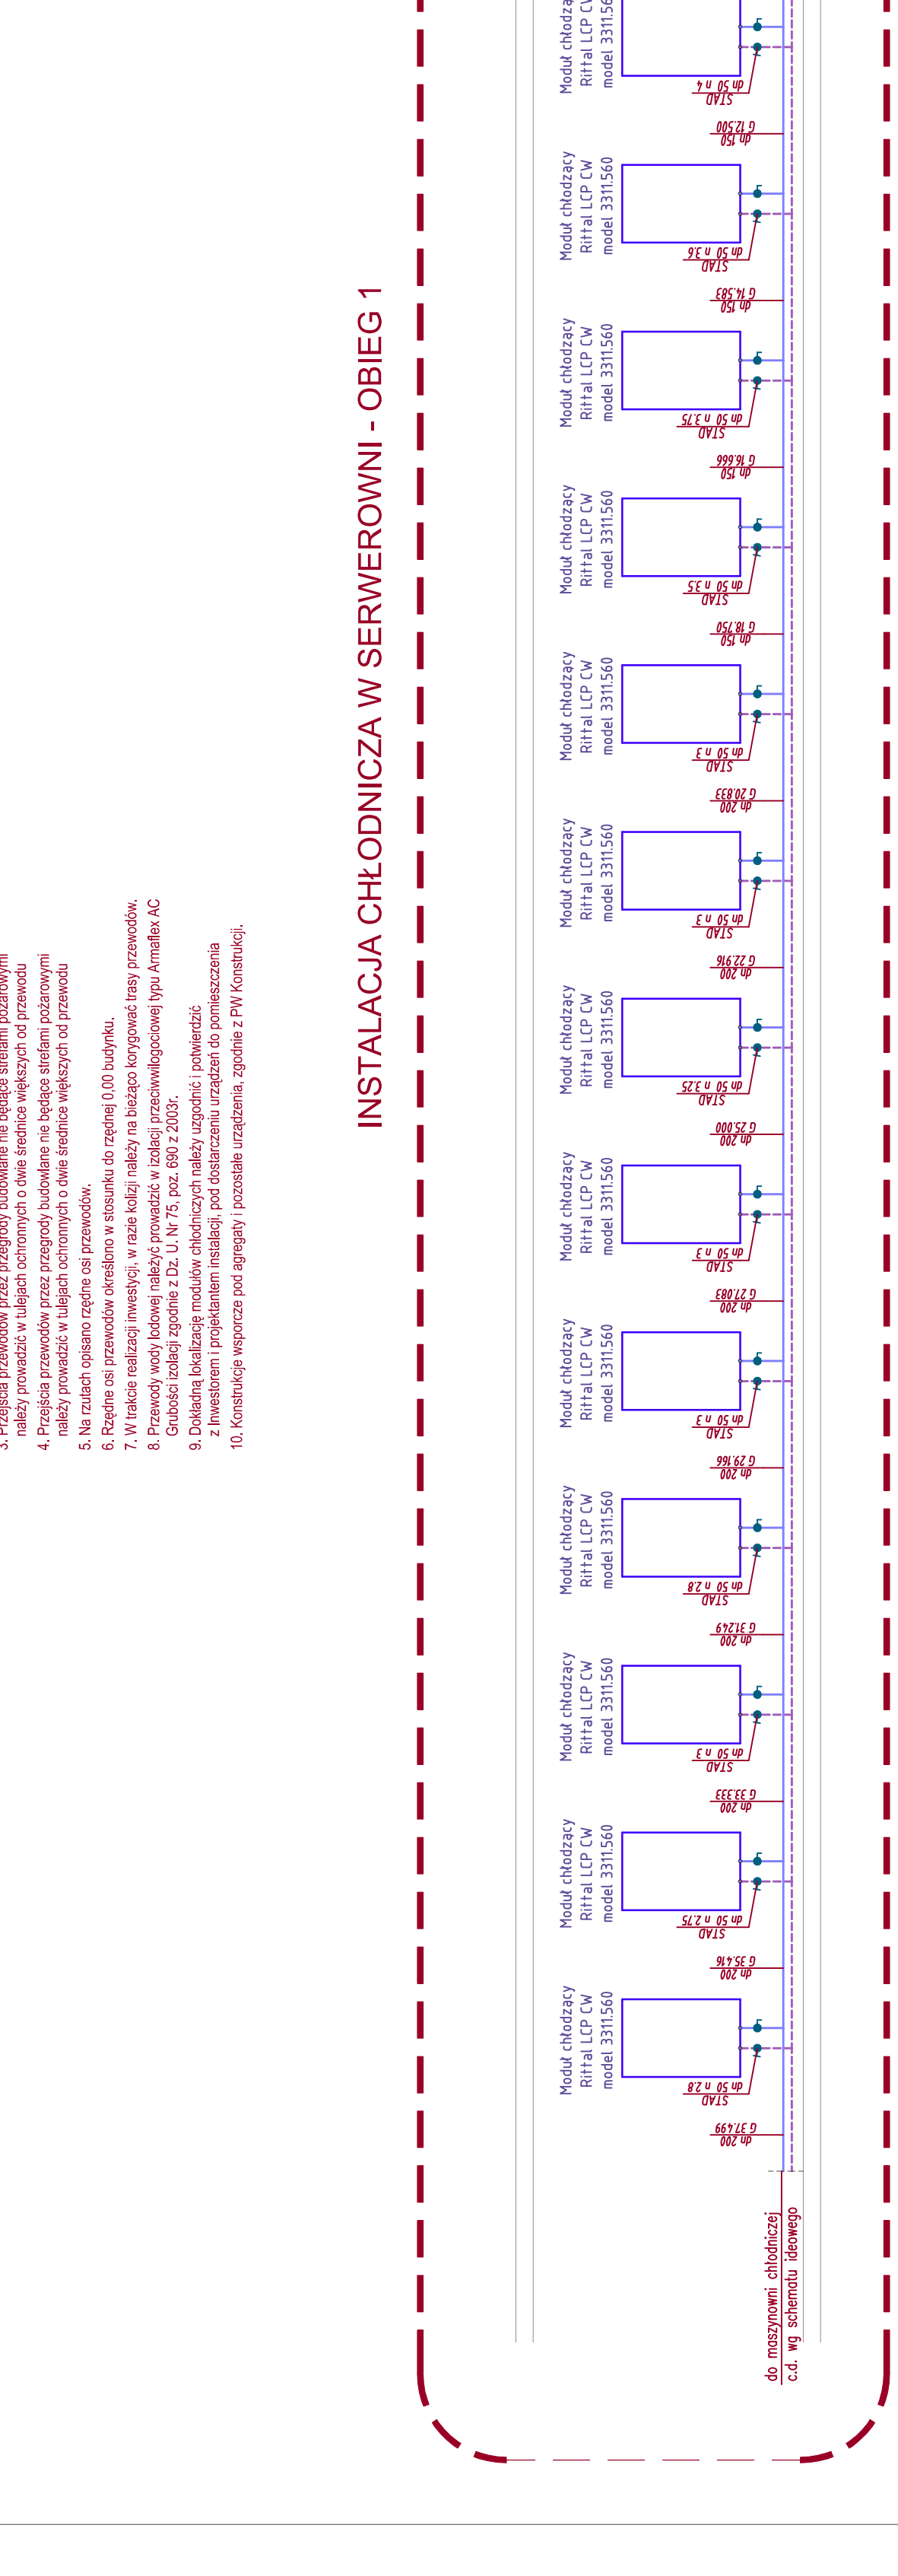 3. Przejścia przewodów przez przegrody budowlane nie będące strefami pożarowymi
należy prowadzić w tulejach ochronnych o dwie średnice większych od przewodu
4. Przejśćia przewodów przez przegrody budowlane nie będące strefami pożarowymi
należy prowadzić w tulejach ochronnych o dwie średnice większych od przewodu
5. Na rzutach opisano rzędne osi przewodów.
6. Rzędne osi przewodów określono w stosunku do rzędnej 0,00 budynku.
7. W trakcie realizacji inwestycji, w razie kolizji należy na bieżąco korygować trasy przewodów.
8. Przewody wody lodowej należyć prowadzić w izolacji przeciwwilogociowej typu Armaflex AC
Grubości izolacji zgodnie z Dz. U. Nr 75, poz. 690 z 2003r.
9. Dokładną lokalizację modułów chłodniczych należy uzgodnić i potwierdzić
z Inwestorem i projektantem instalacji, pod dostarczeniu urządzeń do pomieszczenia
10. Konstrukcje wsporcze pod agregaty i pozostałe urządzenia, zgodnie z PW Konstrukcji.
INSTALACJA CHŁODNICZA W SERWEROWNI - OBIEG 1
do maszynowni chłodniczej
c.d. wg schematu ideowego
dn 200
G 37.499
Moduł chłodzący
Rittal LCP CW
model 3311.560
STAD
dn 50 n 2.8
dn 200
G 35.416
Moduł chłodzący
Rittal LCP CW
model 3311.560
STAD
dn 50 n 2.75
dn 200
G 33.333
Moduł chłodzący
Rittal LCP CW
model 3311.560
STAD
dn 50 n 3
dn 200
G 31.249
Moduł chłodzący
Rittal LCP CW
model 3311.560
STAD
dn 50 n 2.8
dn 200
G 29.166
Moduł chłodzący
Rittal LCP CW
model 3311.560
STAD
dn 50 n 3
dn 200
G 27.083
Moduł chłodzący
Rittal LCP CW
model 3311.560
STAD
dn 50 n 3
dn 200
G 25.000
Moduł chłodzący
Rittal LCP CW
model 3311.560
STAD
dn 50 n 3.25
dn 200
G 22.916
Moduł chłodzący
Rittal LCP CW
model 3311.560
STAD
dn 50 n 3
dn 200
G 20.833
Moduł chłodzący
Rittal LCP CW
model 3311.560
STAD
dn 50 n 3
dn 150
G 18.750
Moduł chłodzący
Rittal LCP CW
model 3311.560
STAD
dn 50 n 3.5
dn 150
G 16.666
Moduł chłodzący
Rittal LCP CW
model 3311.560
STAD
dn 50 n 3.75
dn 150
G 14.583
Moduł chłodzący
Rittal LCP CW
model 3311.560
STAD
dn 50 n 3.6
dn 150
G 12.500
Moduł
Rittal LCP
model
STAD
dn 50 n 4